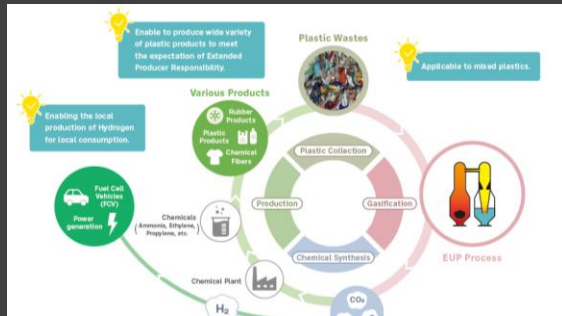 Enable to produce wide variety
of plastic products to meet
the expectation of Extended
Producer Responsibility.
Plastic Wastes
Applicable to mixed plastics.
Various Products
Enabling the local
production of Hydrogen
for local consumption.
Rubber
Products
Plastic
Products
Chemical
Fibers
Plastic Collection
Fuel Cell
Vehicles
(FCV)
Power
generation
Production
Gasification
Chemicals
(Ammonia, Ethylene,
Propylene, etc.)
Chemical Synthesis
EUP Process
Chemical Plant
CO₂
H₂